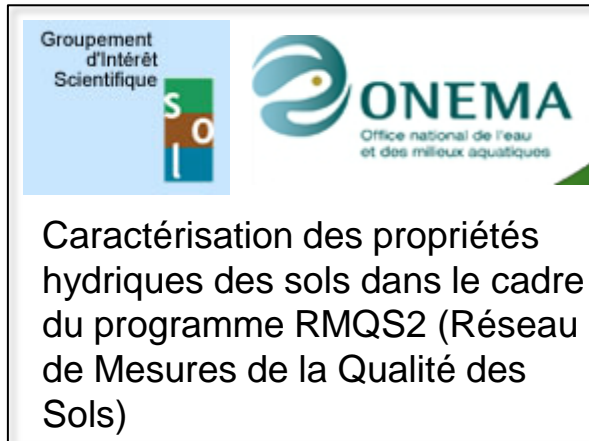 Groupement
d'Intérêt
Scientifique
Sol
ONEMA
Office national de l'eau
et des milieux aquatiques
Caractérisation des propriétés
hydriques des sols dans le cadre
du programme RMQS2 (Réseau
de Mesures de la Qualité des
Sols)